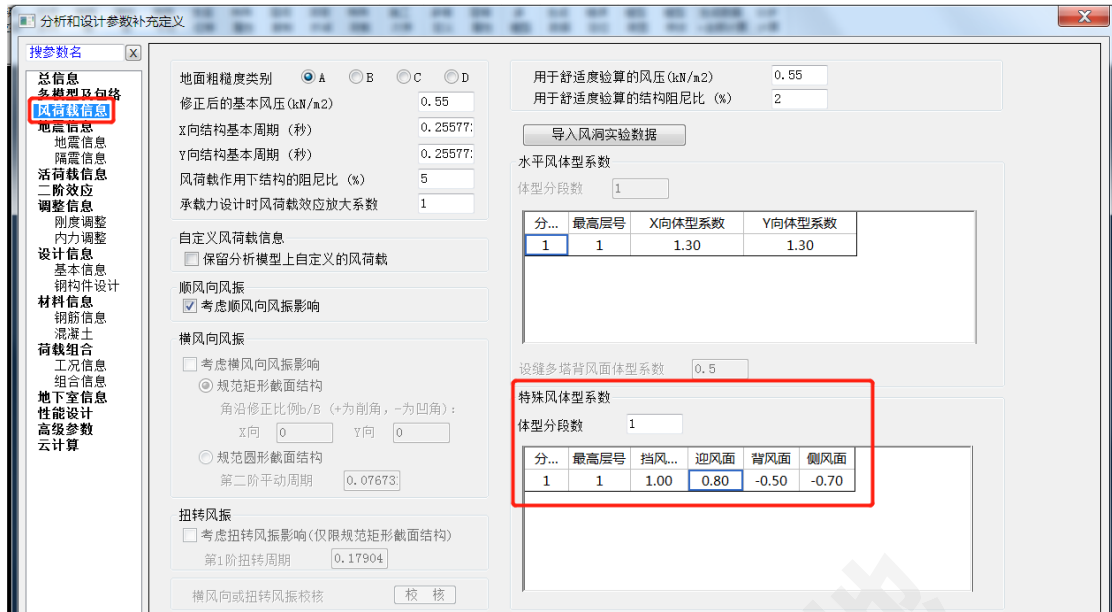 分析和设计参数补充定义
X
搜参数名
X
总信息
多模型及包络
风荷载信息
地震信息
地震信息
隔震信息
活荷载信息
二阶效应
调整信息
刚度调整
内力调整
设计信息
基本信息
钢构件设计
材料信息
钢筋信息
混凝土
荷载组合
工况信息
组合信息
地下室信息
性能设计
高级参数
云计算
地面粗糙度类别 A B C D
修正后的基本风压(kN/m2) 0.55
X向结构基本周期 (秒) 0.25577
Y向结构基本周期 (秒) 0.25577
风荷载作用下结构的阻尼比 (%) 5
承载力设计时风荷载效应放大系数 1
自定义风荷载信息
保留分析模型上自定义的风荷载
顺风向风振
考虑顺风向风振影响
横风向风振
考虑横风向风振影响
规范矩形截面结构
角沿修正比例b/B (+为削角, -为凹角):
X向 0 Y向 0
规范圆形截面结构
第二阶平动周期 0.07673
扭转风振
考虑扭转风振影响(仅限规范矩形截面结构)
第1阶扭转周期 0.17904
横风向或扭转风振校核 校 核
用于舒适度验算的风压(kN/m2) 0.55
用于舒适度验算的结构阻尼比 (%) 2
导入风洞实验数据
水平风体型系数
体型分段数 1
分... 最高层号 X向体型系数 Y向体型系数
1 1 1.30 1.30
设缝多塔背风面体型系数 0.5
特殊风体型系数
体型分段数 1
分... 最高层号 挡风... 迎风面 背风面 侧风面
1 1 1.00 0.80 -0.50 -0.70